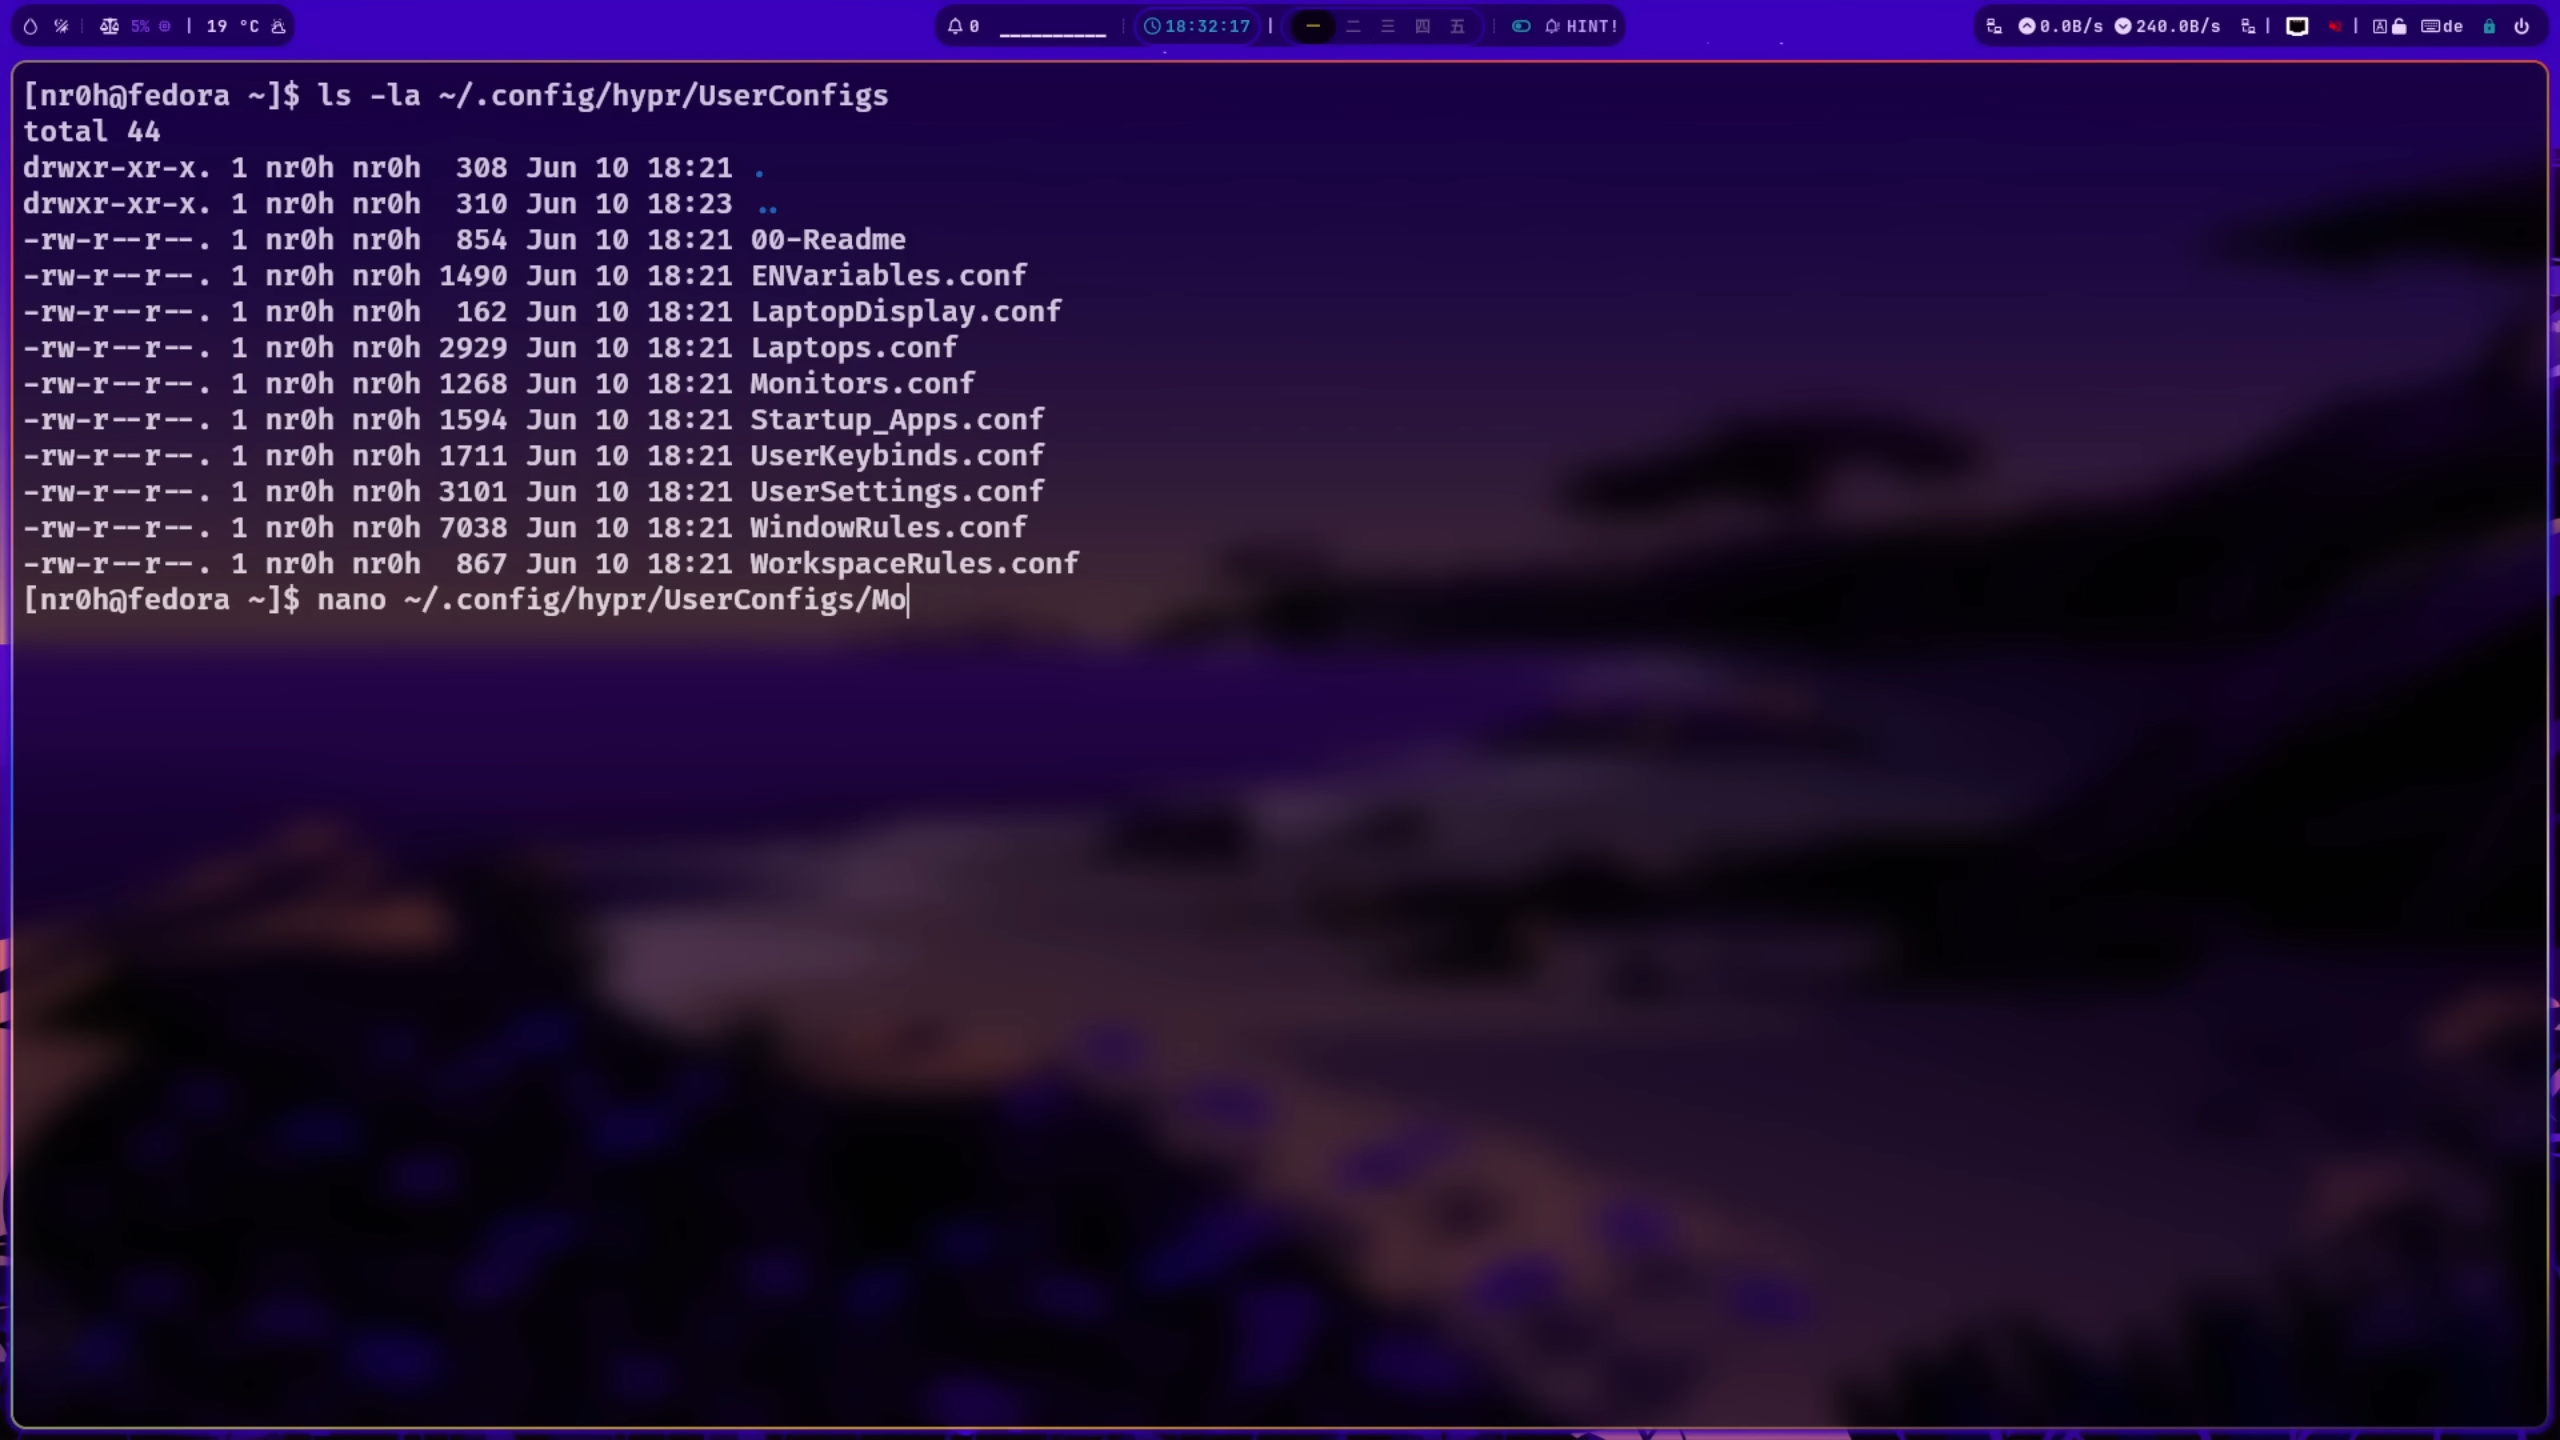 5% | 19 °C
0 __________ 18:32:17 | 一 二 三 四 五 HINT!
0.0B/s 240.0B/s | | A de
[nr0h@fedora ~]$ ls -la ~/.config/hypr/UserConfigs
total 44
drwxr-xr-x. 1 nr0h nr0h  308 Jun 10 18:21 .
drwxr-xr-x. 1 nr0h nr0h  310 Jun 10 18:23 ..
-rw-r--r--. 1 nr0h nr0h  854 Jun 10 18:21 00-Readme
-rw-r--r--. 1 nr0h nr0h 1490 Jun 10 18:21 ENVariables.conf
-rw-r--r--. 1 nr0h nr0h  162 Jun 10 18:21 LaptopDisplay.conf
-rw-r--r--. 1 nr0h nr0h 2929 Jun 10 18:21 Laptops.conf
-rw-r--r--. 1 nr0h nr0h 1268 Jun 10 18:21 Monitors.conf
-rw-r--r--. 1 nr0h nr0h 1594 Jun 10 18:21 Startup_Apps.conf
-rw-r--r--. 1 nr0h nr0h 1711 Jun 10 18:21 UserKeybinds.conf
-rw-r--r--. 1 nr0h nr0h 3101 Jun 10 18:21 UserSettings.conf
-rw-r--r--. 1 nr0h nr0h 7038 Jun 10 18:21 WindowRules.conf
-rw-r--r--. 1 nr0h nr0h  867 Jun 10 18:21 WorkspaceRules.conf
[nr0h@fedora ~]$ nano ~/.config/hypr/UserConfigs/Mo